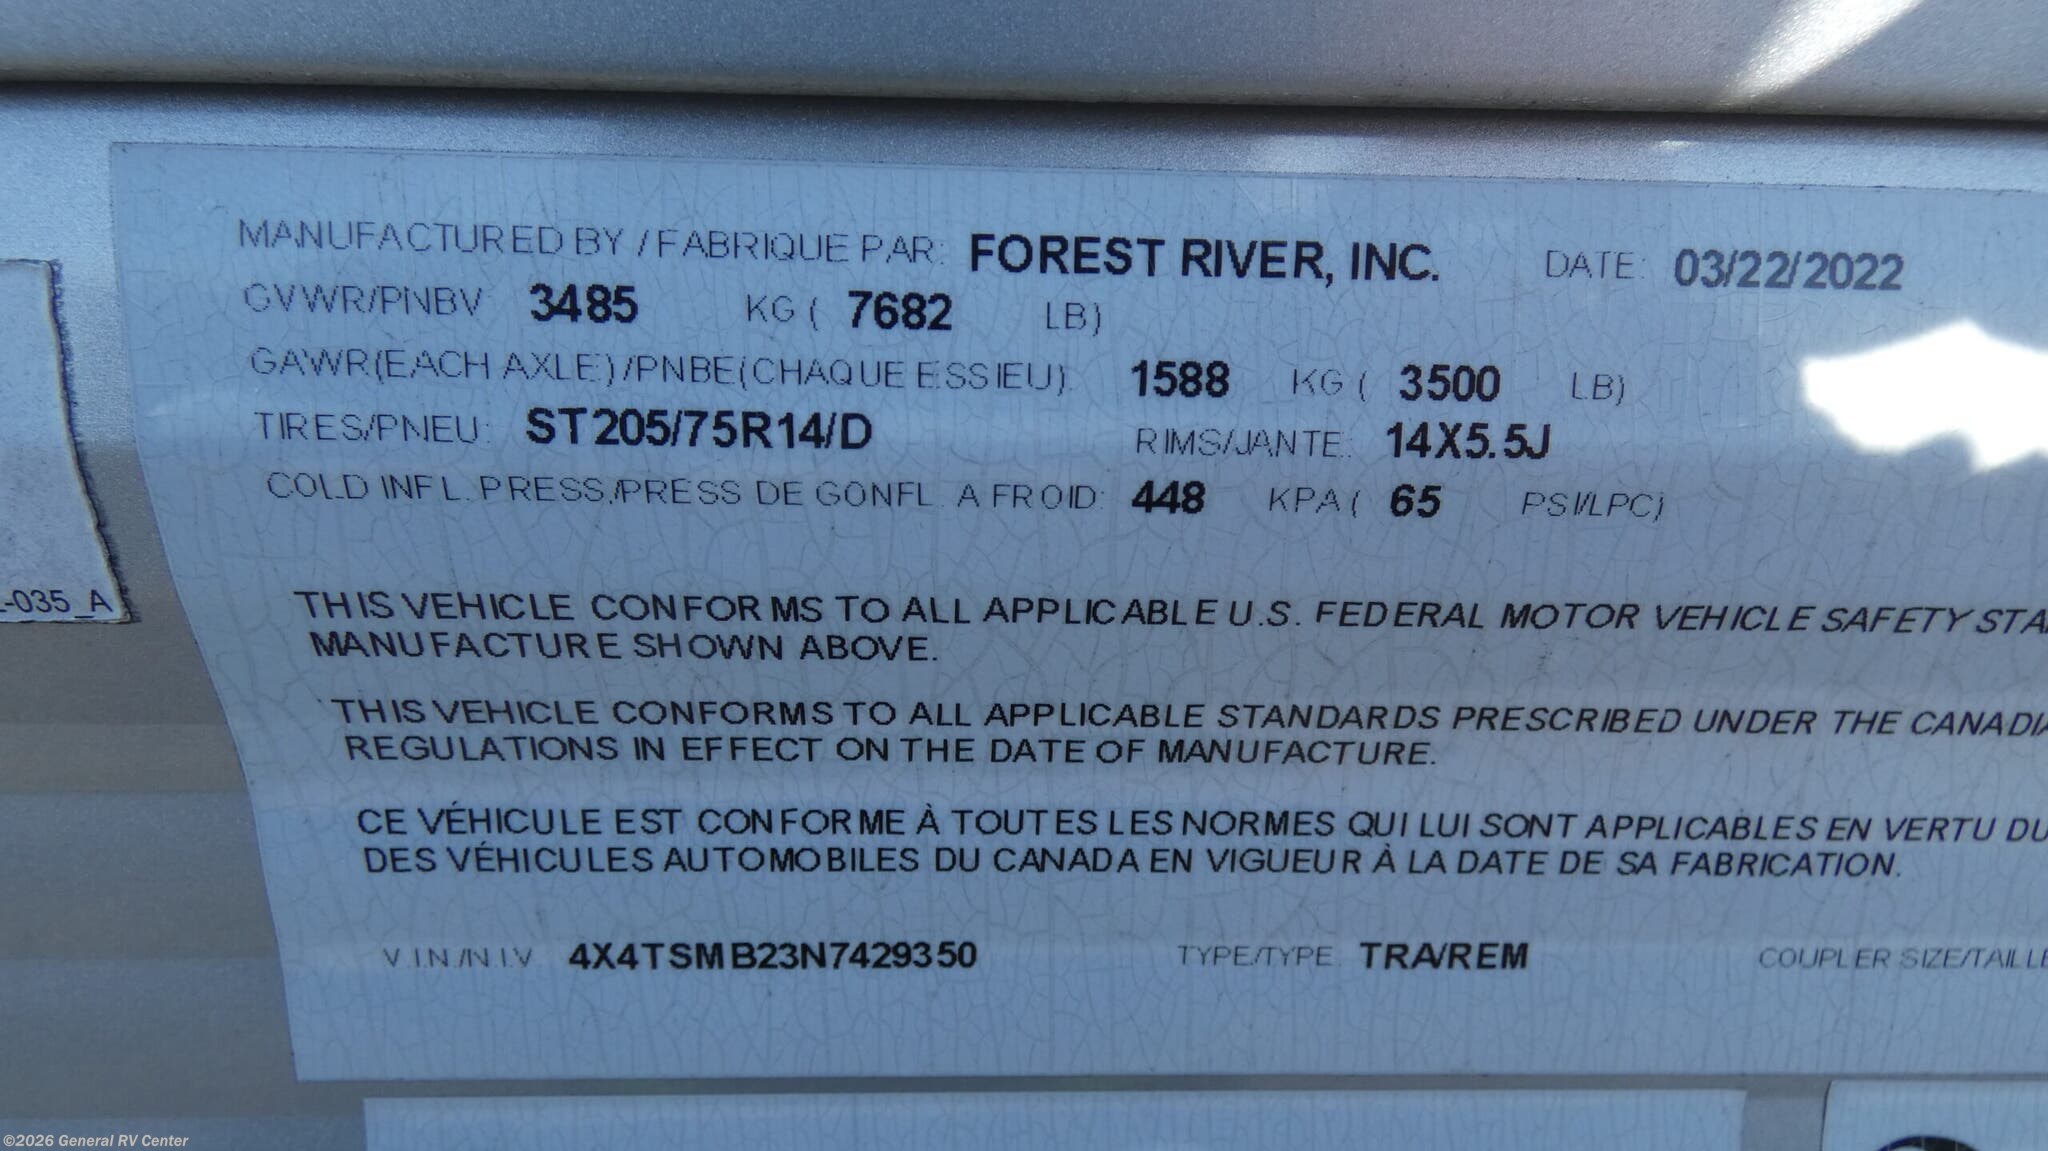 MANUFACTURED BY / FABRIQUE PAR: FOREST RIVER, INC. DATE: 03/22/2022
GVWR/PNBV 3485 KG ( 7682 LB)
GAWR(EACH AXLE)/PNBE(CHAQUE ESSIEU) 1588 KG ( 3500 LB)
TIRES/PNEU: ST205/75R14/D RIMS/JANTE: 14X5.5J
COLD INFL. PRESS./PRESS DE GONFL. A FROID: 448 KPA ( 65 PSI/LPC)
-035_A
THIS VEHICLE CONFORMS TO ALL APPLICABLE U.S. FEDERAL MOTOR VEHICLE SAFETY STA
MANUFACTURE SHOWN ABOVE.
THIS VEHICLE CONFORMS TO ALL APPLICABLE STANDARDS PRESCRIBED UNDER THE CANADIA
REGULATIONS IN EFFECT ON THE DATE OF MANUFACTURE.
CE VÉHICULE EST CONFORME À TOUTES LES NORMES QUI LUI SONT APPLICABLES EN VERTU DU
DES VÉHICULES AUTOMOBILES DU CANADA EN VIGUEUR À LA DATE DE SA FABRICATION.
V.I.N./N.I.V 4X4TSMB23N7429350 TYPE/TYPE TRA/REM COUPLER SIZE/TAILLE
©2026 General RV Center